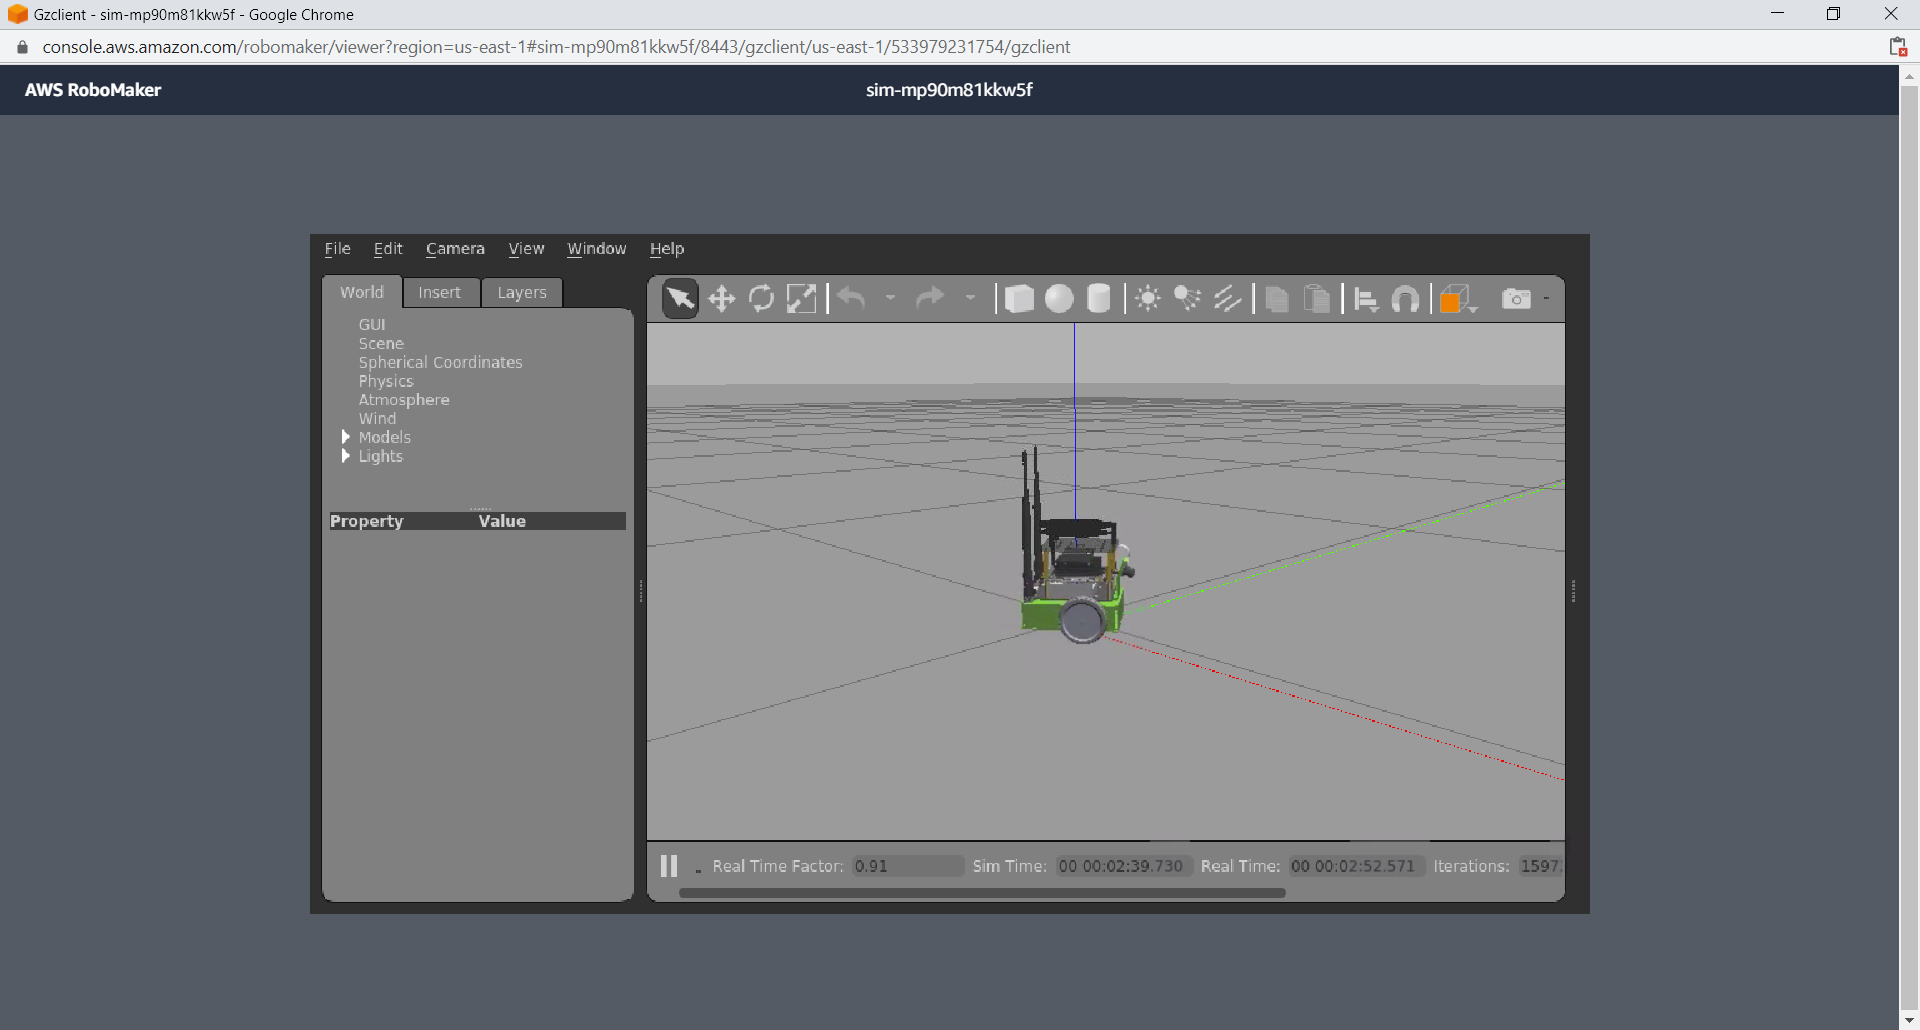 Gzclient - sim-mp90m81kkw5f - Google Chrome
console.aws.amazon.com/robomaker/viewer?region=us-east-1#sim-mp90m81kkw5f/8443/gzclient/us-east-1/533979231754/gzclient
AWS RoboMaker sim-mp90m81kkw5f
File Edit Camera View Window Help
World Insert Layers
GUI
Scene
Spherical Coordinates
Physics
Atmosphere
Wind
Models
Lights
Property Value
Real Time Factor: 0.91 Sim Time: 00 00:02:39.730 Real Time: 00 00:02:52.571 Iterations: 1597